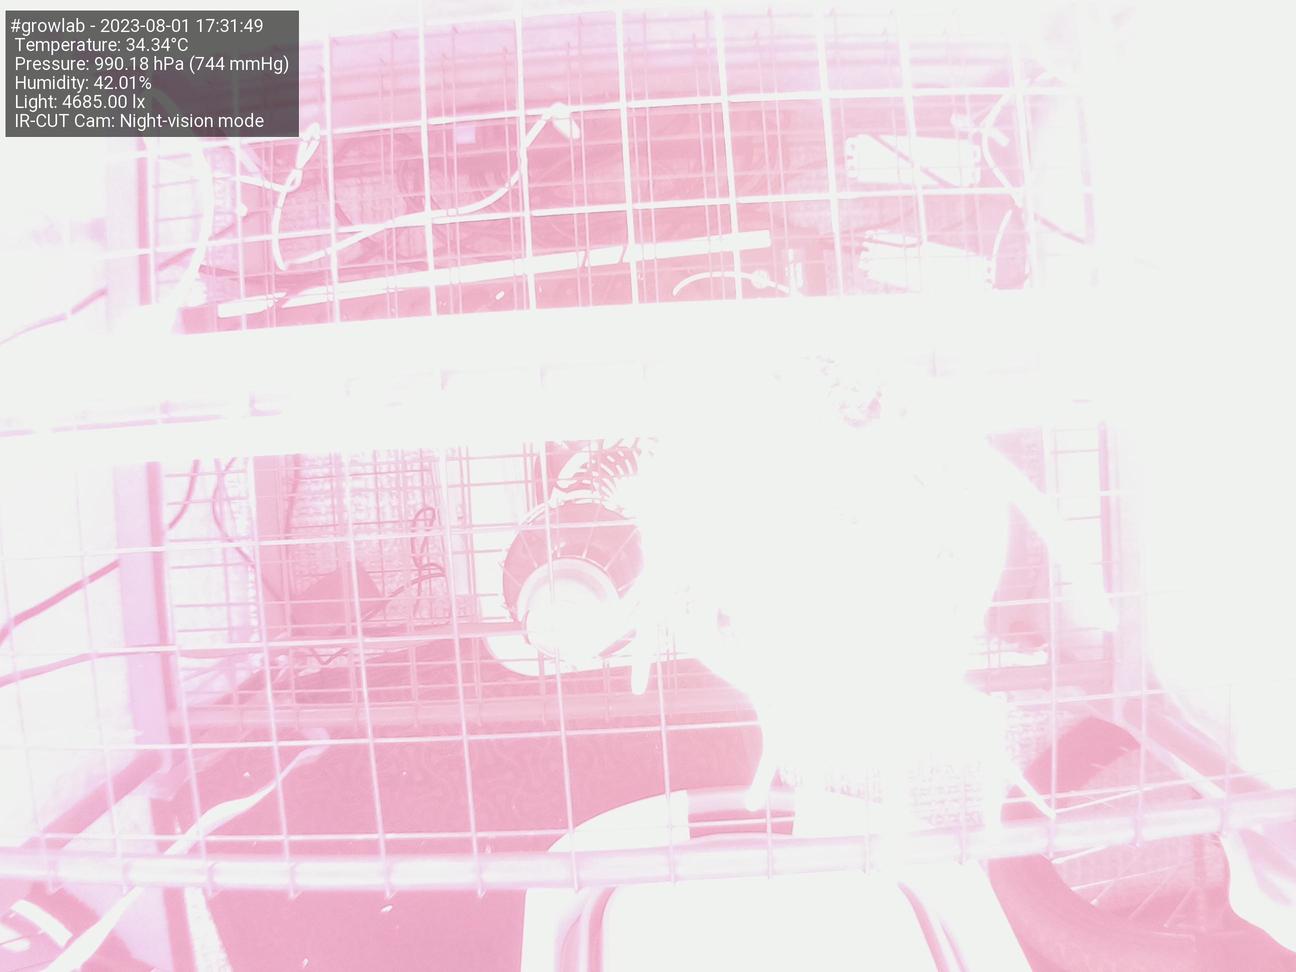 #growlab - 2023-08-01 17:31:49
Temperature: 34.34°C
Pressure: 990.18 hPa (744 mmHg)
Humidity: 42.01%
Light: 4685.00 lx
IR-CUT Cam: Night-vision mode